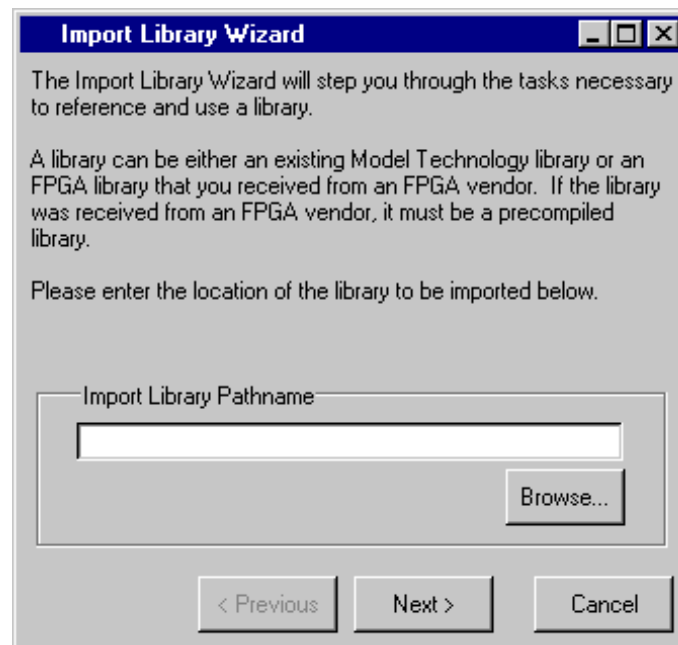 Import Library Wizard
The Import Library Wizard will step you through the tasks necessary
to reference and use a library.
A library can be either an existing Model Technology library or an
FPGA library that you received from an FPGA vendor.  If the library
was received from an FPGA vendor, it must be a precompiled
library.
Please enter the location of the library to be imported below.
Import Library Pathname
Browse...
< Previous
Next >
Cancel